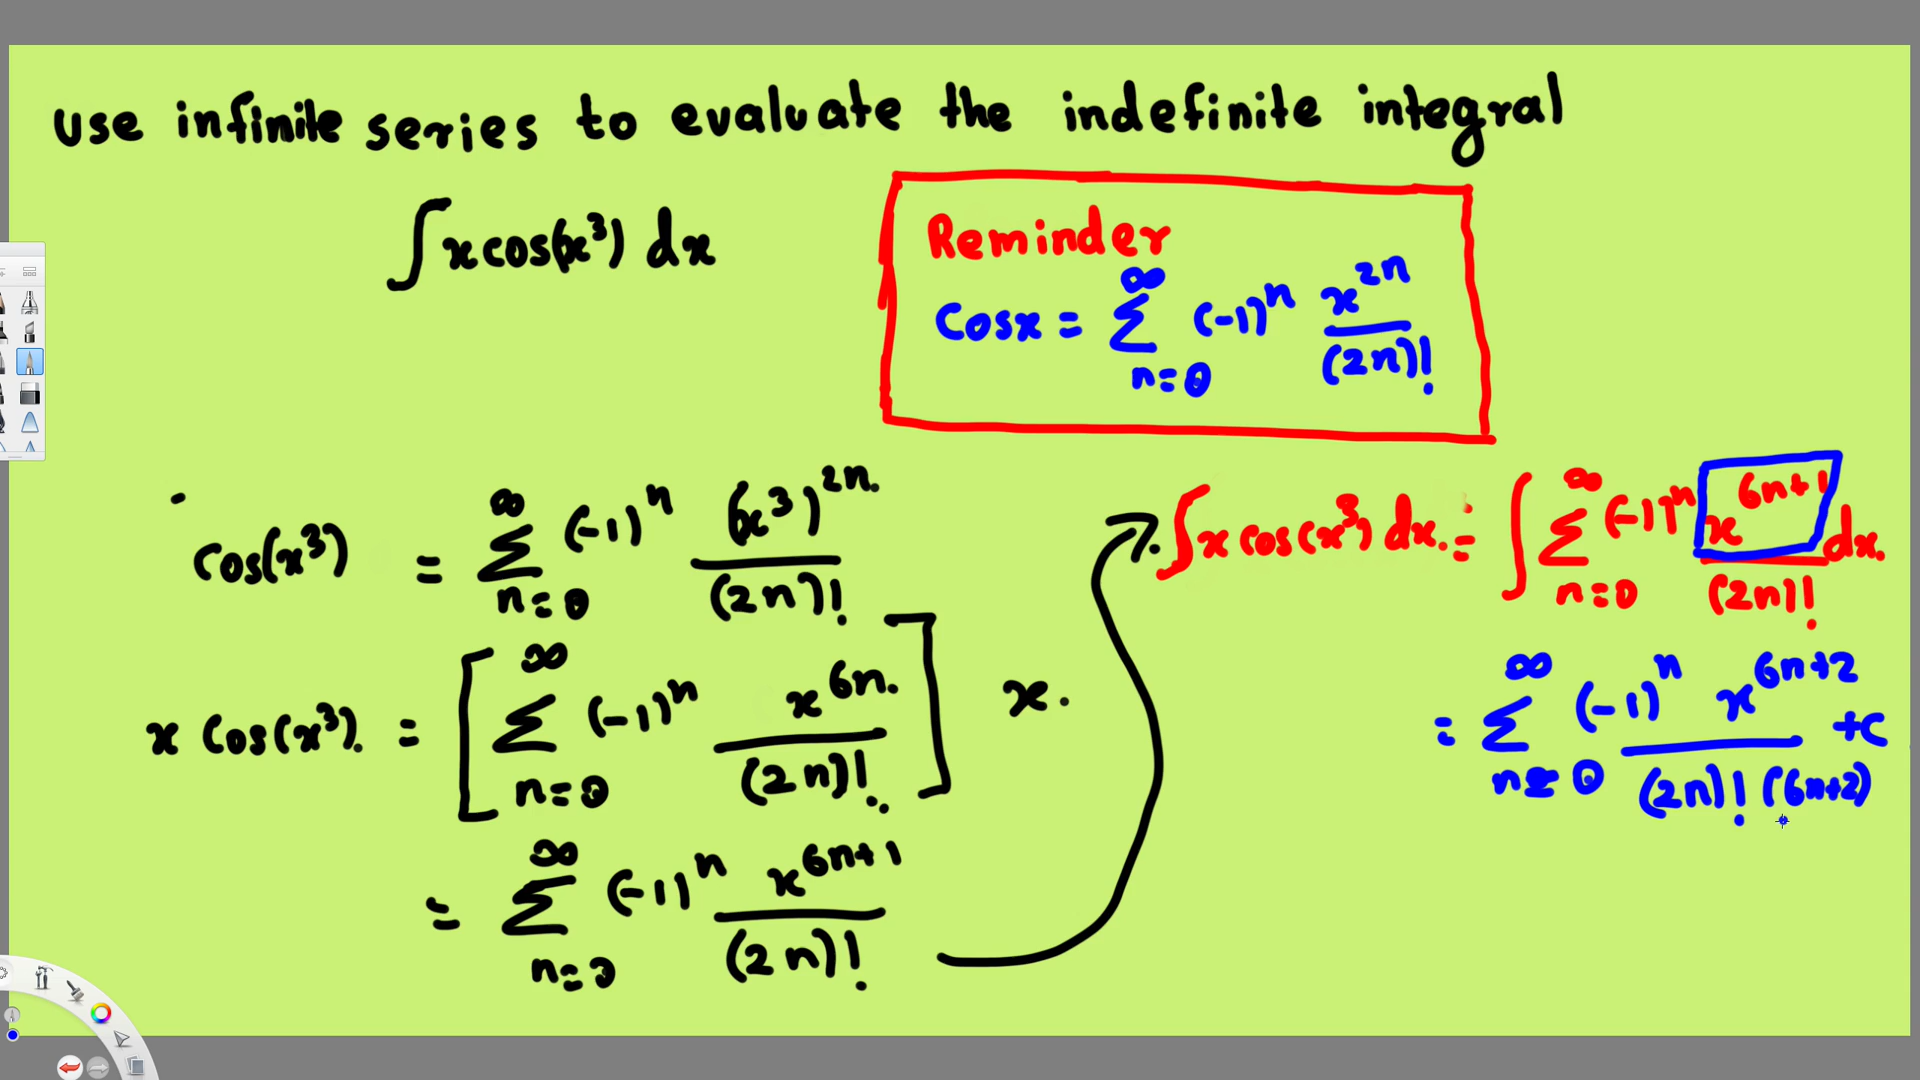 use infinite series to evaluate the indefinite integral
∫ x cos(x³) dx
Reminder
Cosx = ∑_{n=0}^{∞} (-1)^n x^{2n} / (2n)!
Cos(x³) = ∑_{n=0}^{∞} (-1)^n (x³)^{2n} / (2n)!
x Cos(x³) = [∑_{n=0}^{∞} (-1)^n x^{6n} / (2n)!] x.
= ∑_{n=0}^{∞} (-1)^n x^{6n+1} / (2n)!
∫ x cos(x³) dx = ∫ ∑_{n=0}^{∞} (-1)^n x^{6n+1} / (2n)! dx.
= ∑_{n=0}^{∞} (-1)^n x^{6n+2} / (2n)! (6n+2) +c